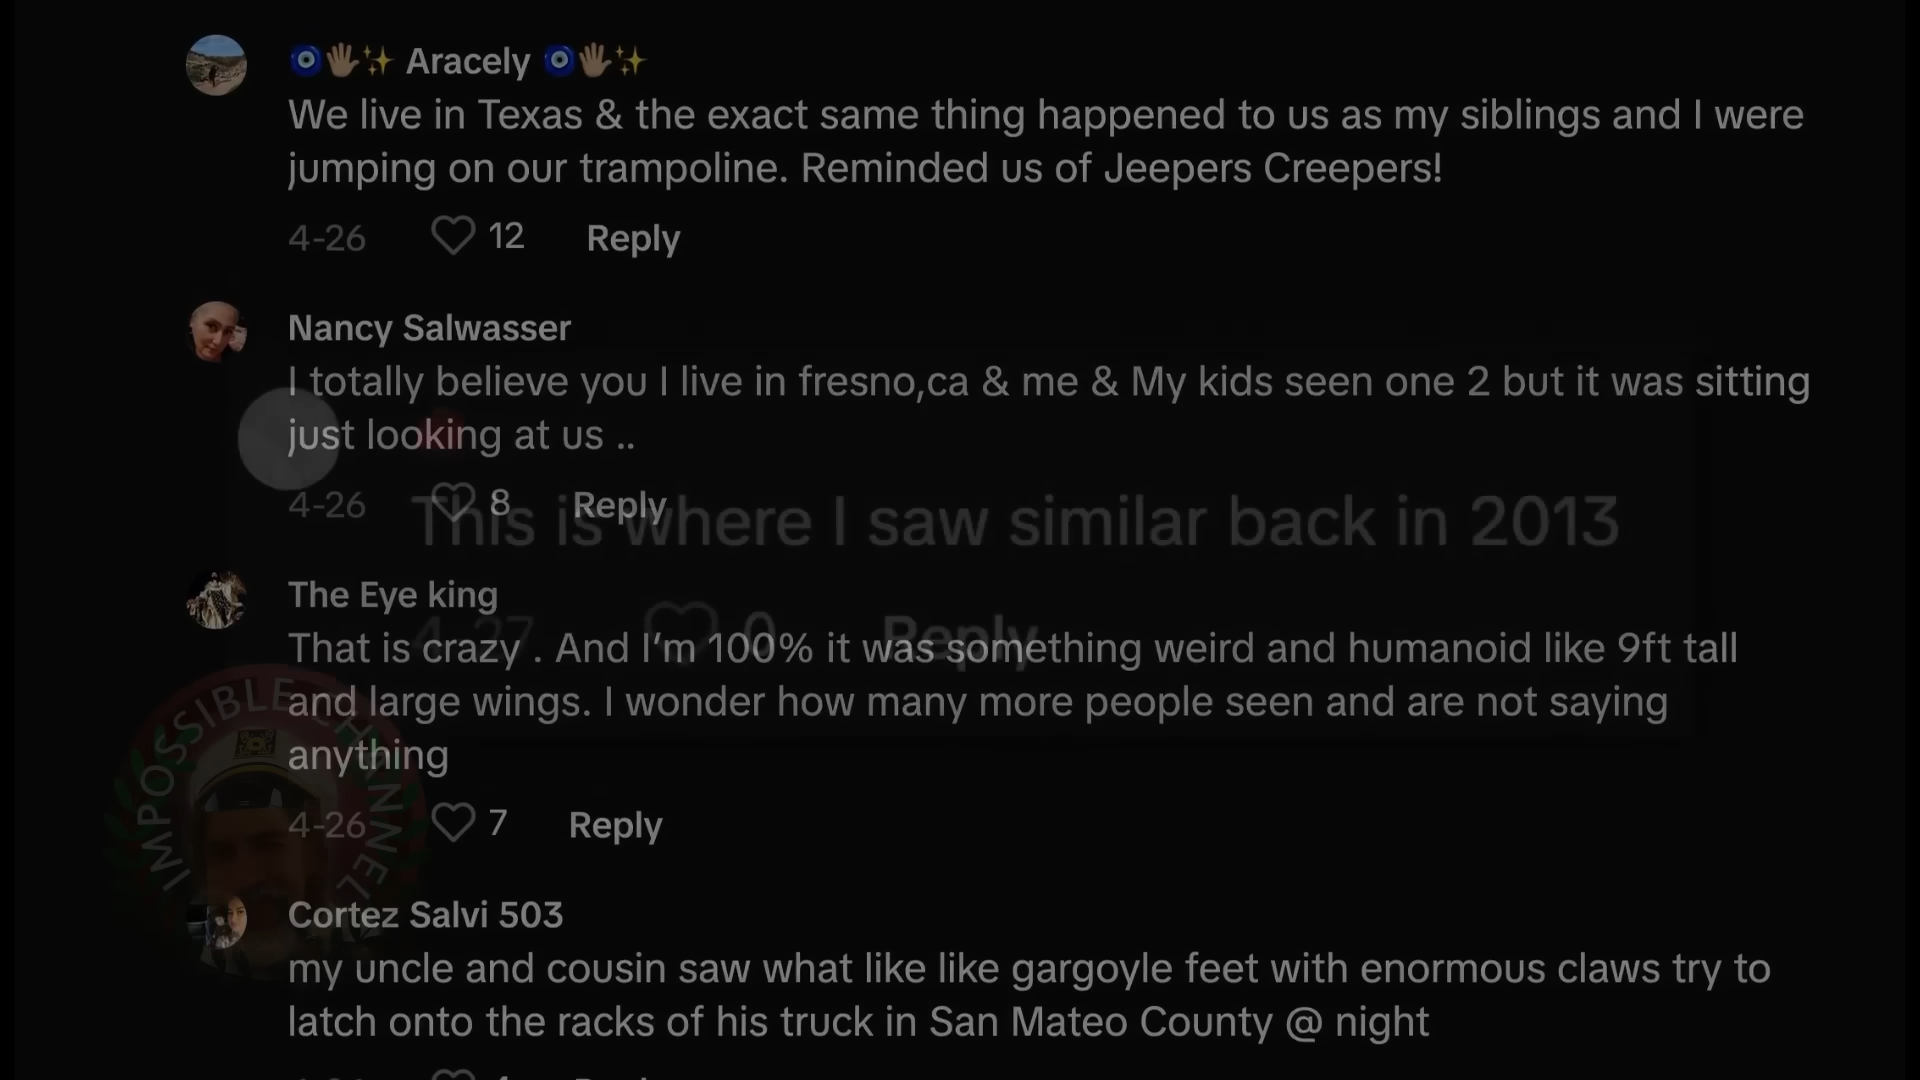 🧿🖐🏽✨ Aracely 🧿🖐🏽✨
We live in Texas & the exact same thing happened to us as my siblings and I were
jumping on our trampoline. Reminded us of Jeepers Creepers!
4-26 12 Reply
Nancy Salwasser
I totally believe you I live in fresno,ca & me & My kids seen one 2 but it was sitting
just looking at us ..
4-26 8 Reply
This is where I saw similar back in 2013
4-27 0 Reply
The Eye king
That is crazy . And I’m 100% it was something weird and humanoid like 9ft tall
and large wings. I wonder how many more people seen and are not saying
anything
4-26 7 Reply
IMPOSSIBLE CHANNEL
Cortez Salvi 503
my uncle and cousin saw what like like gargoyle feet with enormous claws try to
latch onto the racks of his truck in San Mateo County @ night